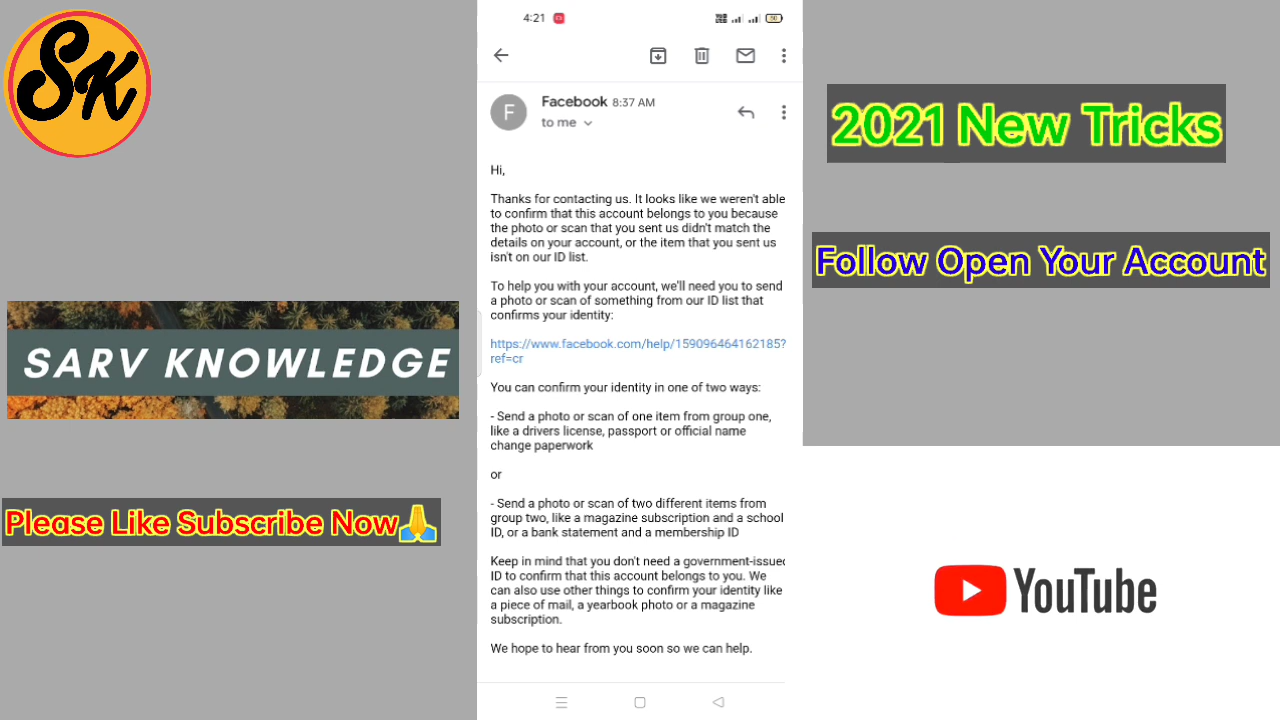 SK
SARV KNOWLEDGE
Please Like Subscribe Now🙏
4:21
50
Facebook 8:37 AM
F
to me
Hi,
Thanks for contacting us. It looks like we weren't able
to confirm that this account belongs to you because
the photo or scan that you sent us didn't match the
details on your account, or the item that you sent us
isn't on our ID list.
To help you with your account, we'll need you to send
a photo or scan of something from our ID list that
confirms your identity:
https://www.facebook.com/help/159096464162185?
ref=cr
You can confirm your identity in one of two ways:
- Send a photo or scan of one item from group one,
like a drivers license, passport or official name
change paperwork
or
- Send a photo or scan of two different items from
group two, like a magazine subscription and a school
ID, or a bank statement and a membership ID
Keep in mind that you don't need a government-issued
ID to confirm that this account belongs to you. We
can also use other things to confirm your identity like
a piece of mail, a yearbook photo or a magazine
subscription.
We hope to hear from you soon so we can help.
2021 New Tricks
Follow Open Your Account
YouTube